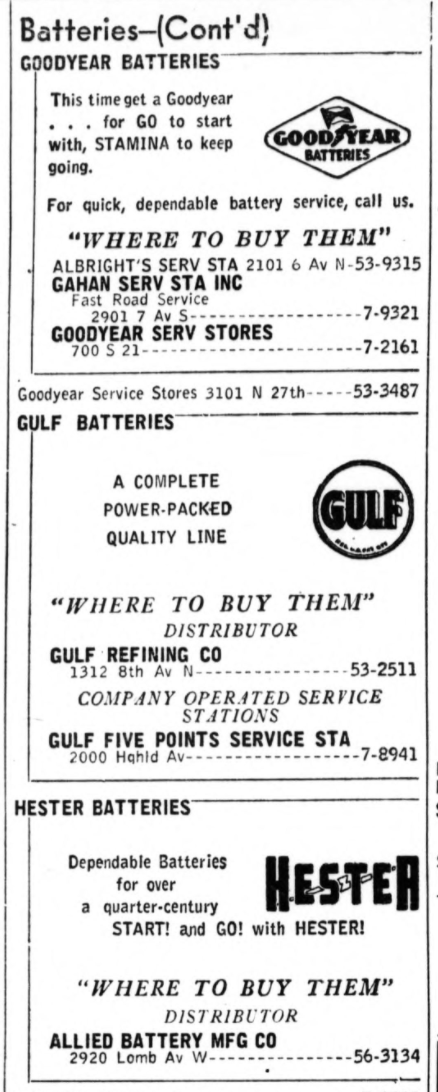 Batteries—(Cont'd)
GOODYEAR BATTERIES
This time get a Goodyear
. . . for GO to start
with, STAMINA to keep
going.
GOODYEAR
BATTERIES
For quick, dependable battery service, call us.
"WHERE TO BUY THEM"
ALBRIGHT'S SERV STA 2101 6 Av N-53-9315
GAHAN SERV STA INC
Fast Road Service
2901 7 Av S--------------------7-9321
GOODYEAR SERV STORES
700 S 21-------------------------7-2161
Goodyear Service Stores 3101 N 27th-----53-3487
GULF BATTERIES
A COMPLETE
POWER-PACKED
QUALITY LINE
GULF
"WHERE TO BUY THEM"
DISTRIBUTOR
GULF REFINING CO
1312 8th Av N-----------------53-2511
COMPANY OPERATED SERVICE
STATIONS
GULF FIVE POINTS SERVICE STA
2000 Hghld Av--------------------7-8941
HESTER BATTERIES
Dependable Batteries
for over
a quarter-century
START! and GO! with HESTER!
HESTER
"WHERE TO BUY THEM"
DISTRIBUTOR
ALLIED BATTERY MFG CO
2920 Lomb Av W----------------56-3134